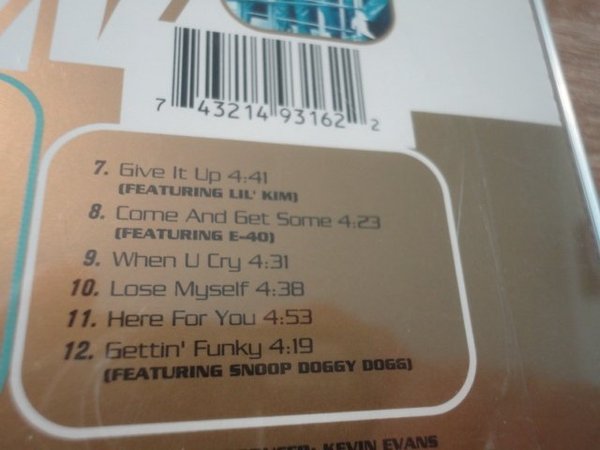 7 43214 93162 2
7. Give It Up 4:41
(FEATURING LIL' KIM)
8. Come And Get Some 4:23
(FEATURING E-40)
9. When U Cry 4:31
10. Lose Myself 4:38
11. Here For You 4:53
12. Gettin' Funky 4:19
(FEATURING SNOOP DOGGY DOGG)
KEVIN EVANS